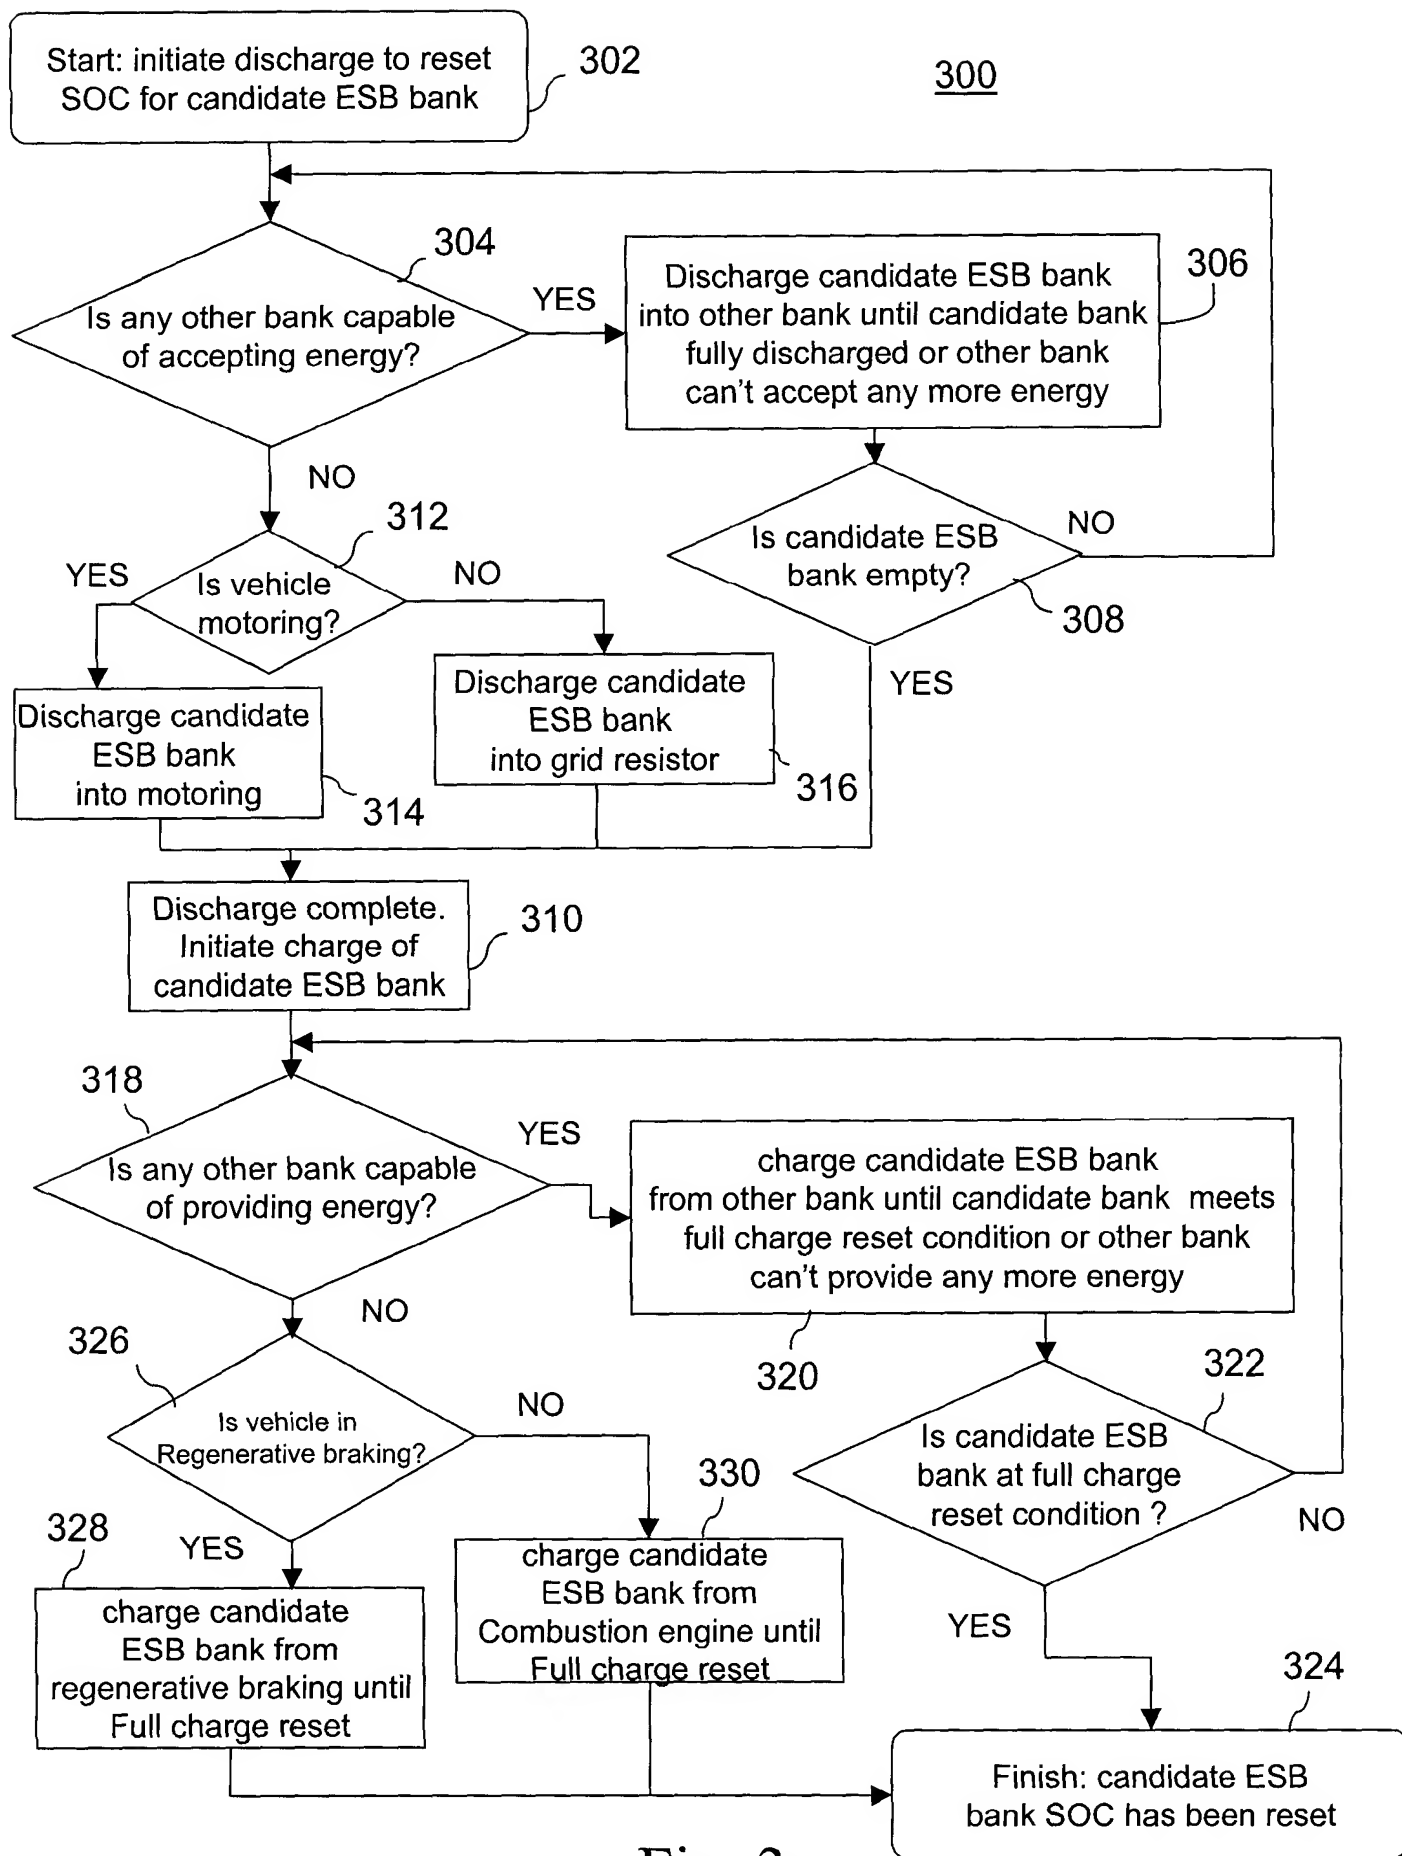 Start: initiate discharge to reset
SOC for candidate ESB bank
302
300
304
Is any other bank capable
of accepting energy?
YES
NO
Discharge candidate ESB bank
into other bank until candidate bank
fully discharged or other bank
can't accept any more energy
306
Is candidate ESB
bank empty?
NO
308
YES
312
Is vehicle
motoring?
YES
NO
Discharge candidate
ESB bank
into motoring
314
Discharge candidate
ESB bank
into grid resistor
316
Discharge complete.
Initiate charge of
candidate ESB bank
310
318
Is any other bank capable
of providing energy?
YES
NO
charge candidate ESB bank
from other bank until candidate bank meets
full charge reset condition or other bank
can't provide any more energy
320
322
Is candidate ESB
bank at full charge
reset condition ?
NO
YES
326
Is vehicle in
Regenerative braking?
NO
YES
328
charge candidate
ESB bank from
regenerative braking until
Full charge reset
330
charge candidate
ESB bank from
Combustion engine until
Full charge reset
324
Finish: candidate ESB
bank SOC has been reset